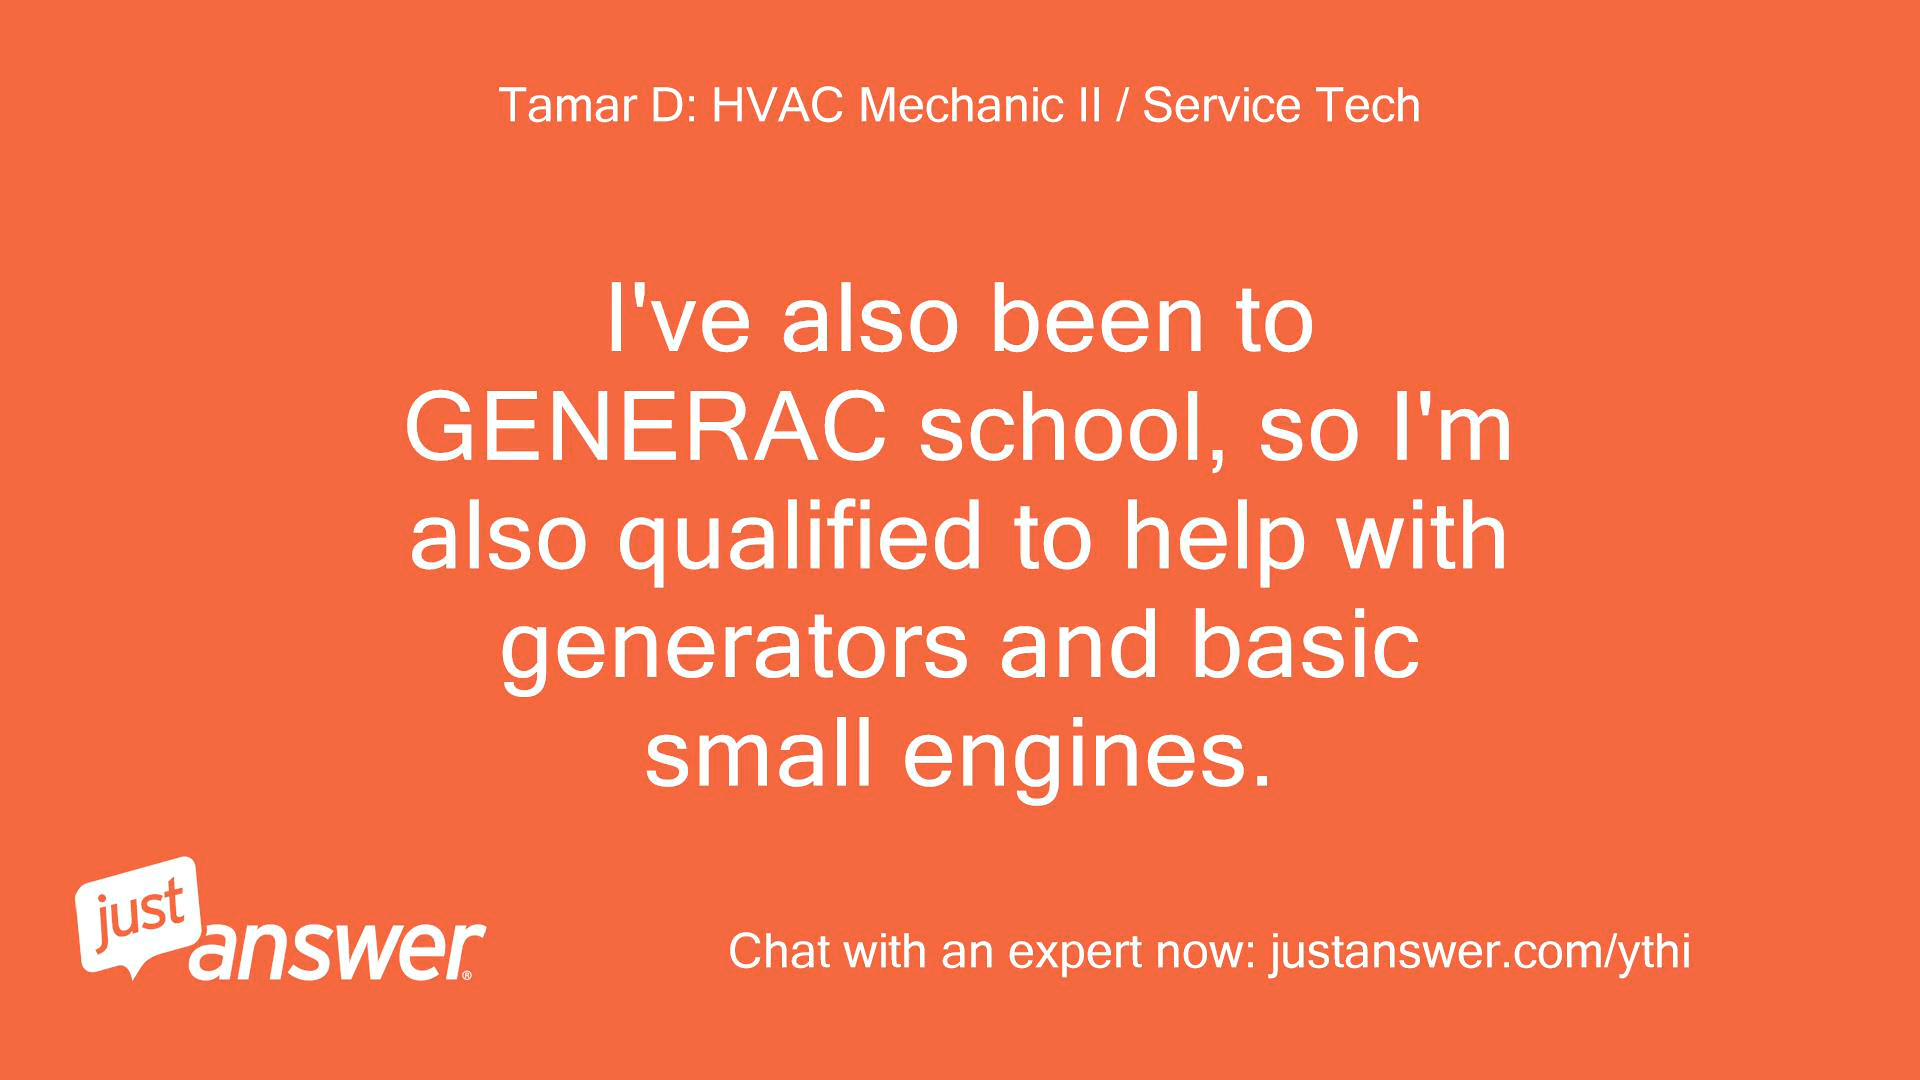 Tamar D: HVAC Mechanic II / Service Tech
I've also been to
GENERAC school, so I'm
also qualified to help with
generators and basic
small engines.
just
answer®
Chat with an expert now: justanswer.com/ythi